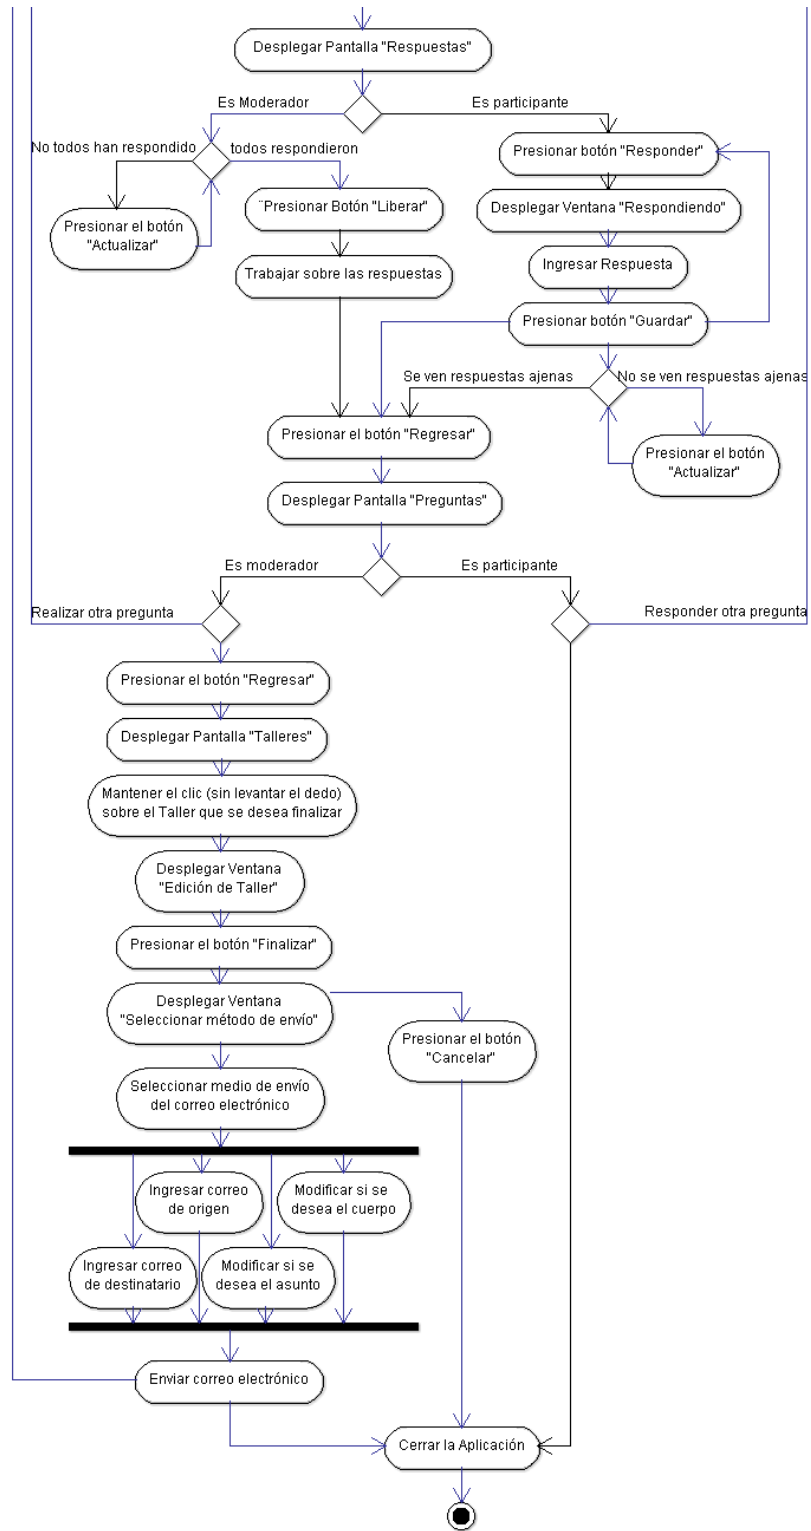 Desplegar Pantalla "Respuestas"
Es Moderador
Es participante
No todos han respondido
todos respondieron
Presionar botón "Responder"
Presionar el botón
"Actualizar"
¨Presionar Botón "Liberar"
Desplegar Ventana "Respondiendo"
Trabajar sobre las respuestas
Ingresar Respuesta
Presionar botón "Guardar"
Se ven respuestas ajenas
No se ven respuestas ajenas
Presionar el botón "Regresar"
Presionar el botón
"Actualizar"
Desplegar Pantalla "Preguntas"
Es moderador
Es participante
Realizar otra pregunta
Responder otra pregunta
Presionar el botón "Regresar"
Desplegar Pantalla "Talleres"
Mantener el clic (sin levantar el dedo)
sobre el Taller que se desea finalizar
Desplegar Ventana
"Edición de Taller"
Presionar el botón "Finalizar"
Desplegar Ventana
"Seleccionar método de envío"
Presionar el botón
"Cancelar"
Seleccionar medio de envío
del correo electrónico
Ingresar correo
de origen
Modificar si se
desea el cuerpo
Ingresar correo
de destinatario
Modificar si se
desea el asunto
Enviar correo electrónico
Cerrar la Aplicación